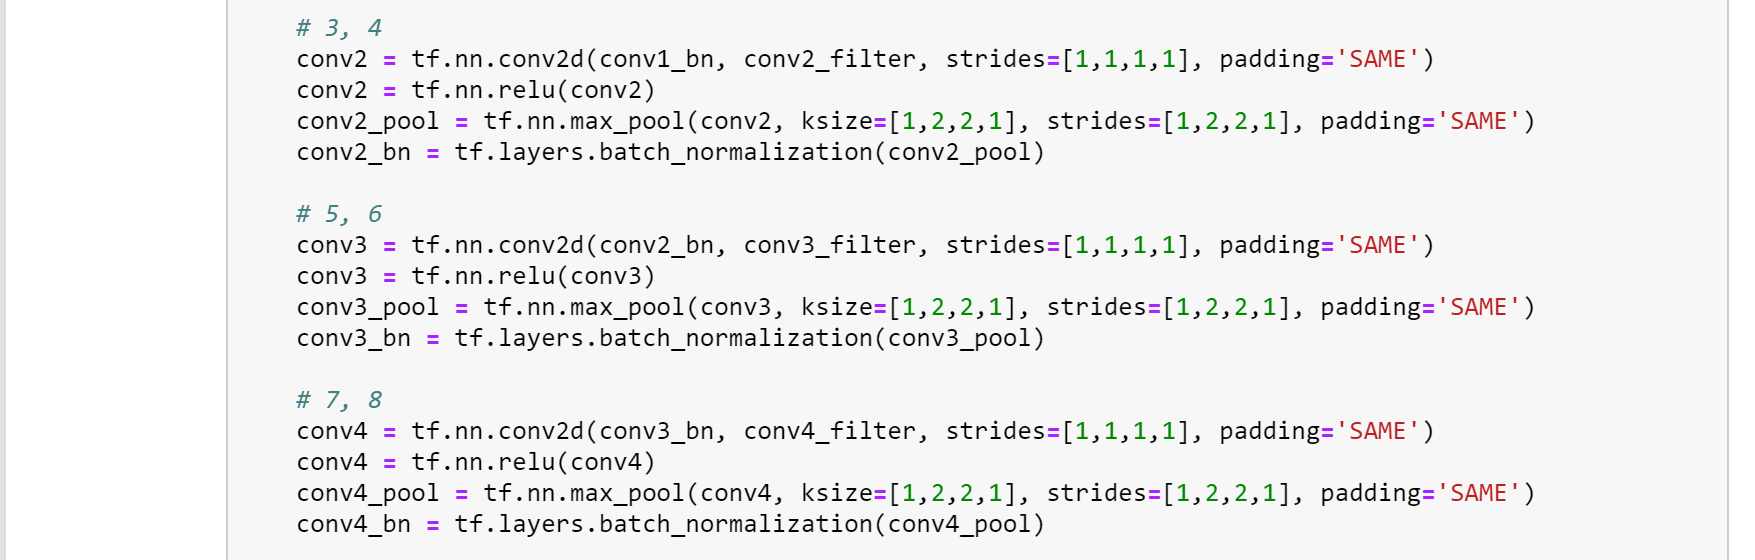 # 3, 4
conv2 = tf.nn.conv2d(conv1_bn, conv2_filter, strides=[1,1,1,1], padding='SAME')
conv2 = tf.nn.relu(conv2)
conv2_pool = tf.nn.max_pool(conv2, ksize=[1,2,2,1], strides=[1,2,2,1], padding='SAME')
conv2_bn = tf.layers.batch_normalization(conv2_pool)
# 5, 6
conv3 = tf.nn.conv2d(conv2_bn, conv3_filter, strides=[1,1,1,1], padding='SAME')
conv3 = tf.nn.relu(conv3)
conv3_pool = tf.nn.max_pool(conv3, ksize=[1,2,2,1], strides=[1,2,2,1], padding='SAME')
conv3_bn = tf.layers.batch_normalization(conv3_pool)
# 7, 8
conv4 = tf.nn.conv2d(conv3_bn, conv4_filter, strides=[1,1,1,1], padding='SAME')
conv4 = tf.nn.relu(conv4)
conv4_pool = tf.nn.max_pool(conv4, ksize=[1,2,2,1], strides=[1,2,2,1], padding='SAME')
conv4_bn = tf.layers.batch_normalization(conv4_pool)